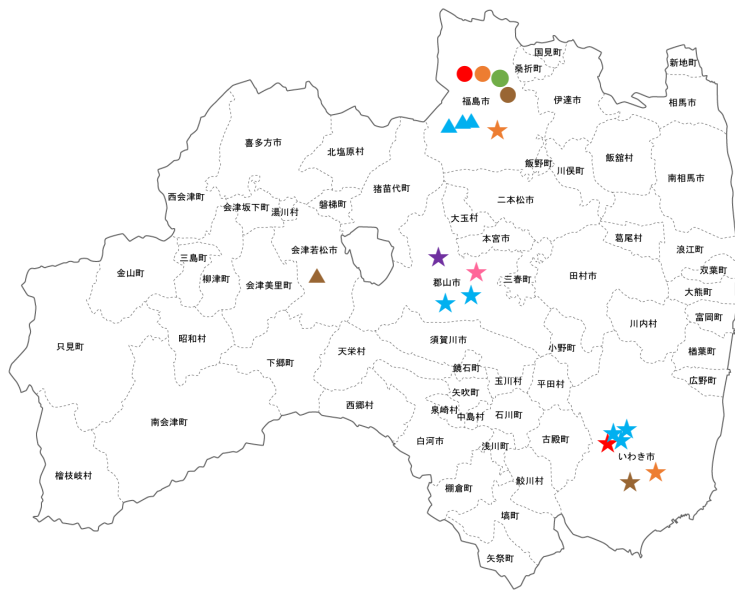 国見町
新地町
桑折町
福島市
伊達市
相馬市
喜多方市
北塩原村
飯野町
川俣町
飯舘村
南相馬市
猪苗代町
西会津町
会津坂下町
湯川村
磐梯町
二本松市
大玉村
本宮市
葛尾村
会津若松市
浪江町
三島町
金山町
柳津町
会津美里町
郡山市
三春町
田村市
双葉町
大熊町
富岡町
川内村
昭和村
只見町
下郷町
天栄村
須賀川市
小野町
楢葉町
鏡石町
玉川村
平田村
広野町
矢吹町
西郷村
泉崎村
中島村
石川町
南会津町
白河市
浅川町
古殿町
いわき市
檜枝岐村
棚倉町
鮫川村
塙町
矢祭町